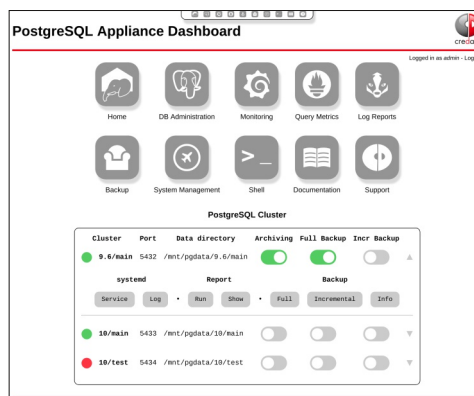 PostgreSQL Appliance Dashboard
Logged in as admin - Log
Home
DB Administration
Monitoring
Query Metrics
Log Reports
>_
Backup
System Management
Shell
Documentation
Support
PostgreSQL Cluster
Cluster Port Data directory Archiving Full Backup Incr Backup
9.6/main 5432 /mnt/pgdata/9.6/main
systemd Report Backup
Service Log • Run Show • Full Incremental Info
10/main 5433 /mnt/pgdata/10/main
10/test 5434 /mnt/pgdata/10/test